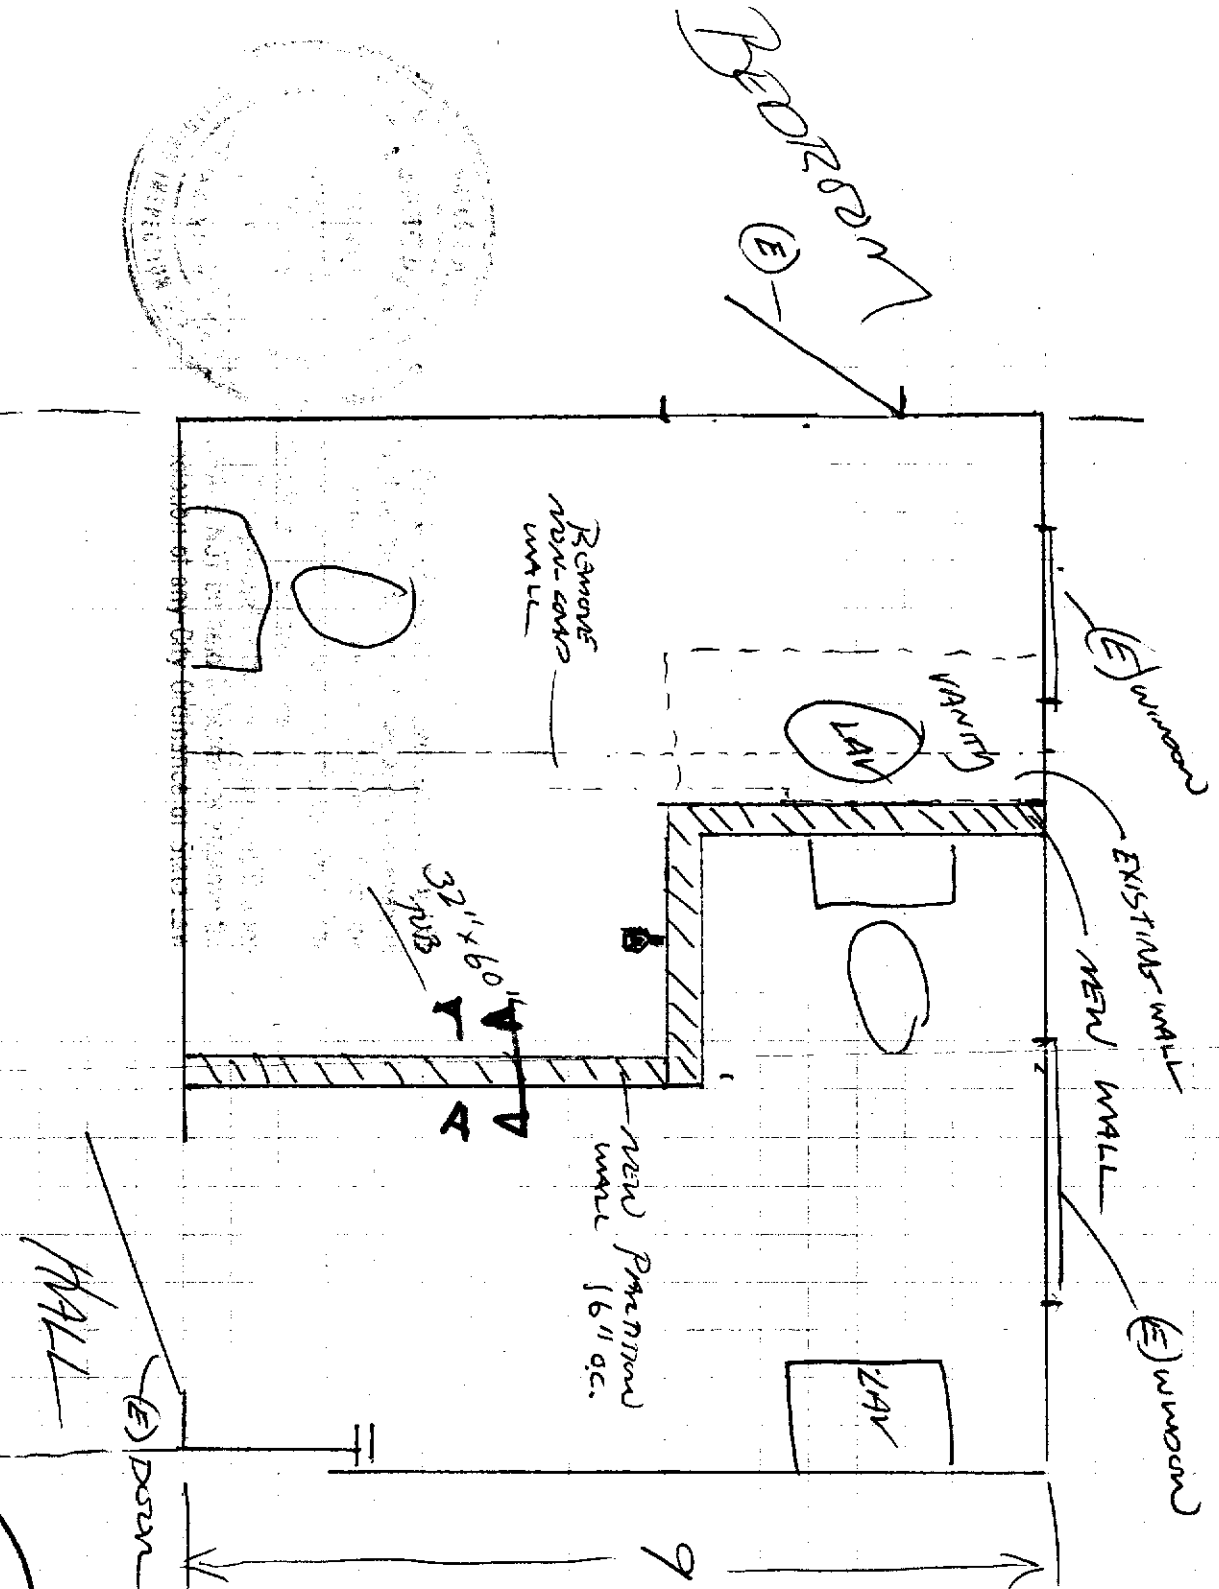 BEDROOM
E
(E) WINDOW
EXISTING WALL
NEW WALL
(E) WINDOW
VANITY
LAV
REMOVE
NON-LOAD
WALL
32" x 60"
TUB
A
A
NEW PARTITION
WALL 16" o.c.
LAV
HALL
(E) DOOR
9